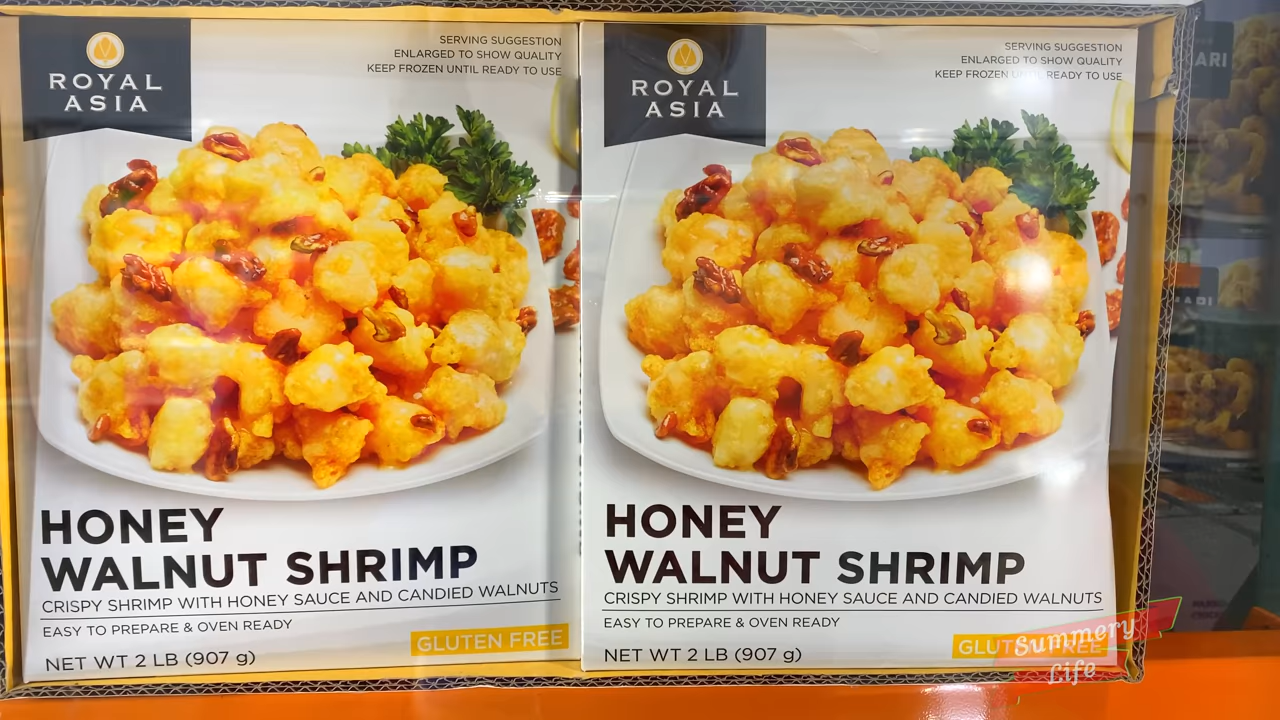 ROYAL
ASIA
SERVING SUGGESTION
ENLARGED TO SHOW QUALITY
KEEP FROZEN UNTIL READY TO USE
HONEY
WALNUT SHRIMP
CRISPY SHRIMP WITH HONEY SAUCE AND CANDIED WALNUTS
EASY TO PREPARE & OVEN READY
GLUTEN FREE
NET WT 2 LB (907 g)
ROYAL
ASIA
SERVING SUGGESTION
ENLARGED TO SHOW QUALITY
KEEP FROZEN UNTIL READY TO USE
HONEY
WALNUT SHRIMP
CRISPY SHRIMP WITH HONEY SAUCE AND CANDIED WALNUTS
EASY TO PREPARE & OVEN READY
GLUTEN FREE
NET WT 2 LB (907 g)
Summery
Life